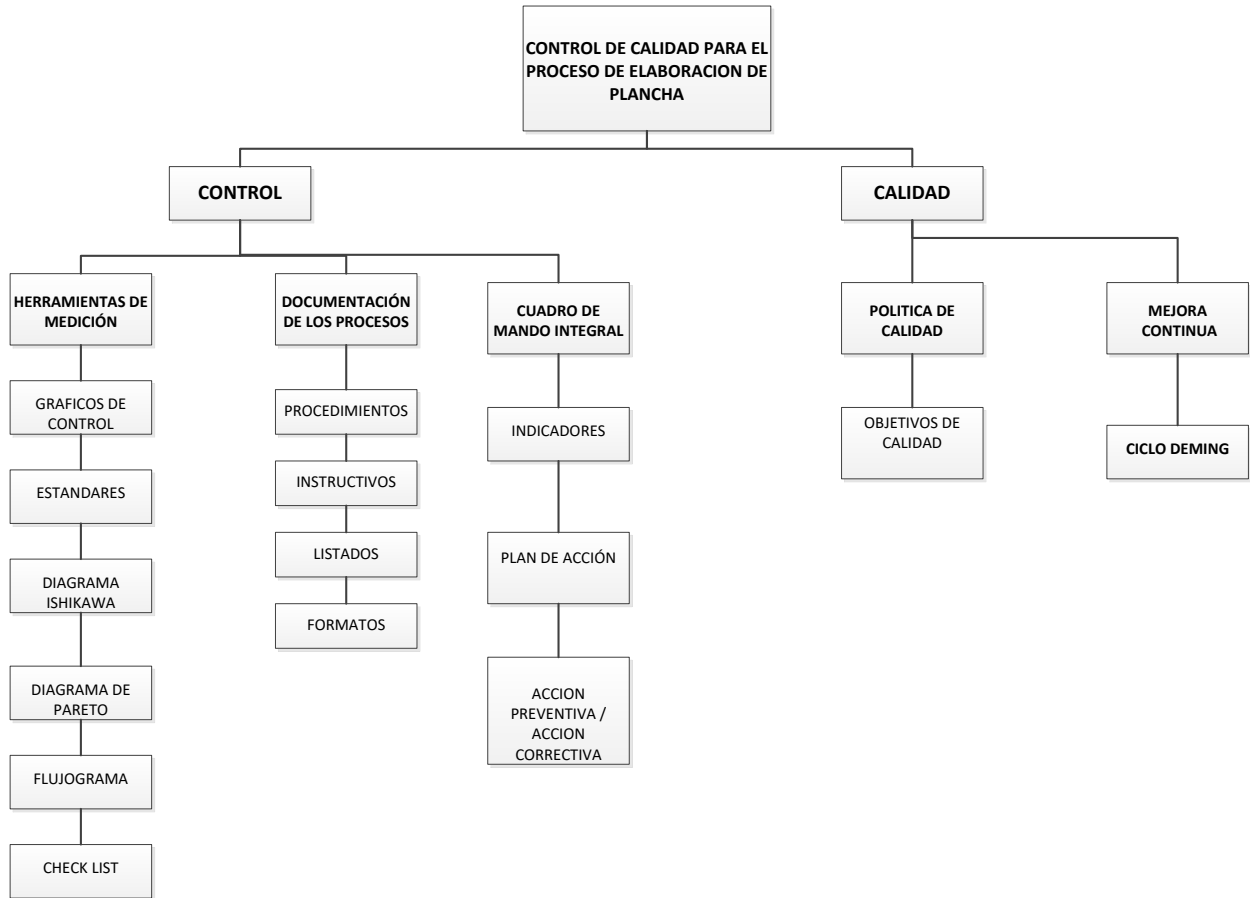 CONTROL DE CALIDAD PARA EL
PROCESO DE ELABORACION DE
PLANCHA
CONTROL
CALIDAD
HERRAMIENTAS DE
MEDICIÓN
DOCUMENTACIÓN
DE LOS PROCESOS
CUADRO DE
MANDO INTEGRAL
POLITICA DE
CALIDAD
MEJORA
CONTINUA
GRAFICOS DE
CONTROL
ESTANDARES
DIAGRAMA
ISHIKAWA
DIAGRAMA DE
PARETO
FLUJOGRAMA
CHECK LIST
PROCEDIMIENTOS
INSTRUCTIVOS
LISTADOS
FORMATOS
INDICADORES
PLAN DE ACCIÓN
ACCION
PREVENTIVA /
ACCION
CORRECTIVA
OBJETIVOS DE
CALIDAD
CICLO DEMING